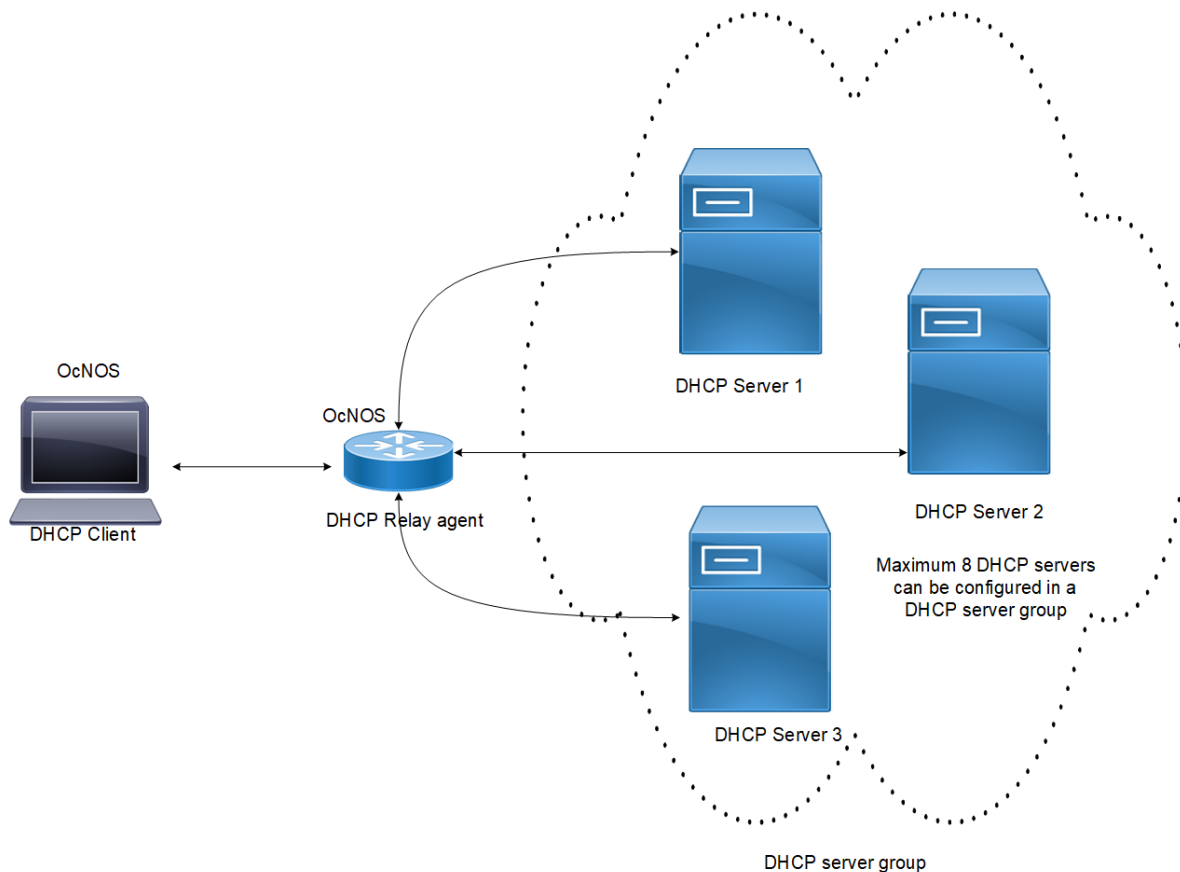 OcNOS
DHCP Client
OcNOS
DHCP Relay agent
DHCP Server 1
DHCP Server 2
Maximum 8 DHCP servers
can be configured in a
DHCP server group
DHCP Server 3
DHCP server group